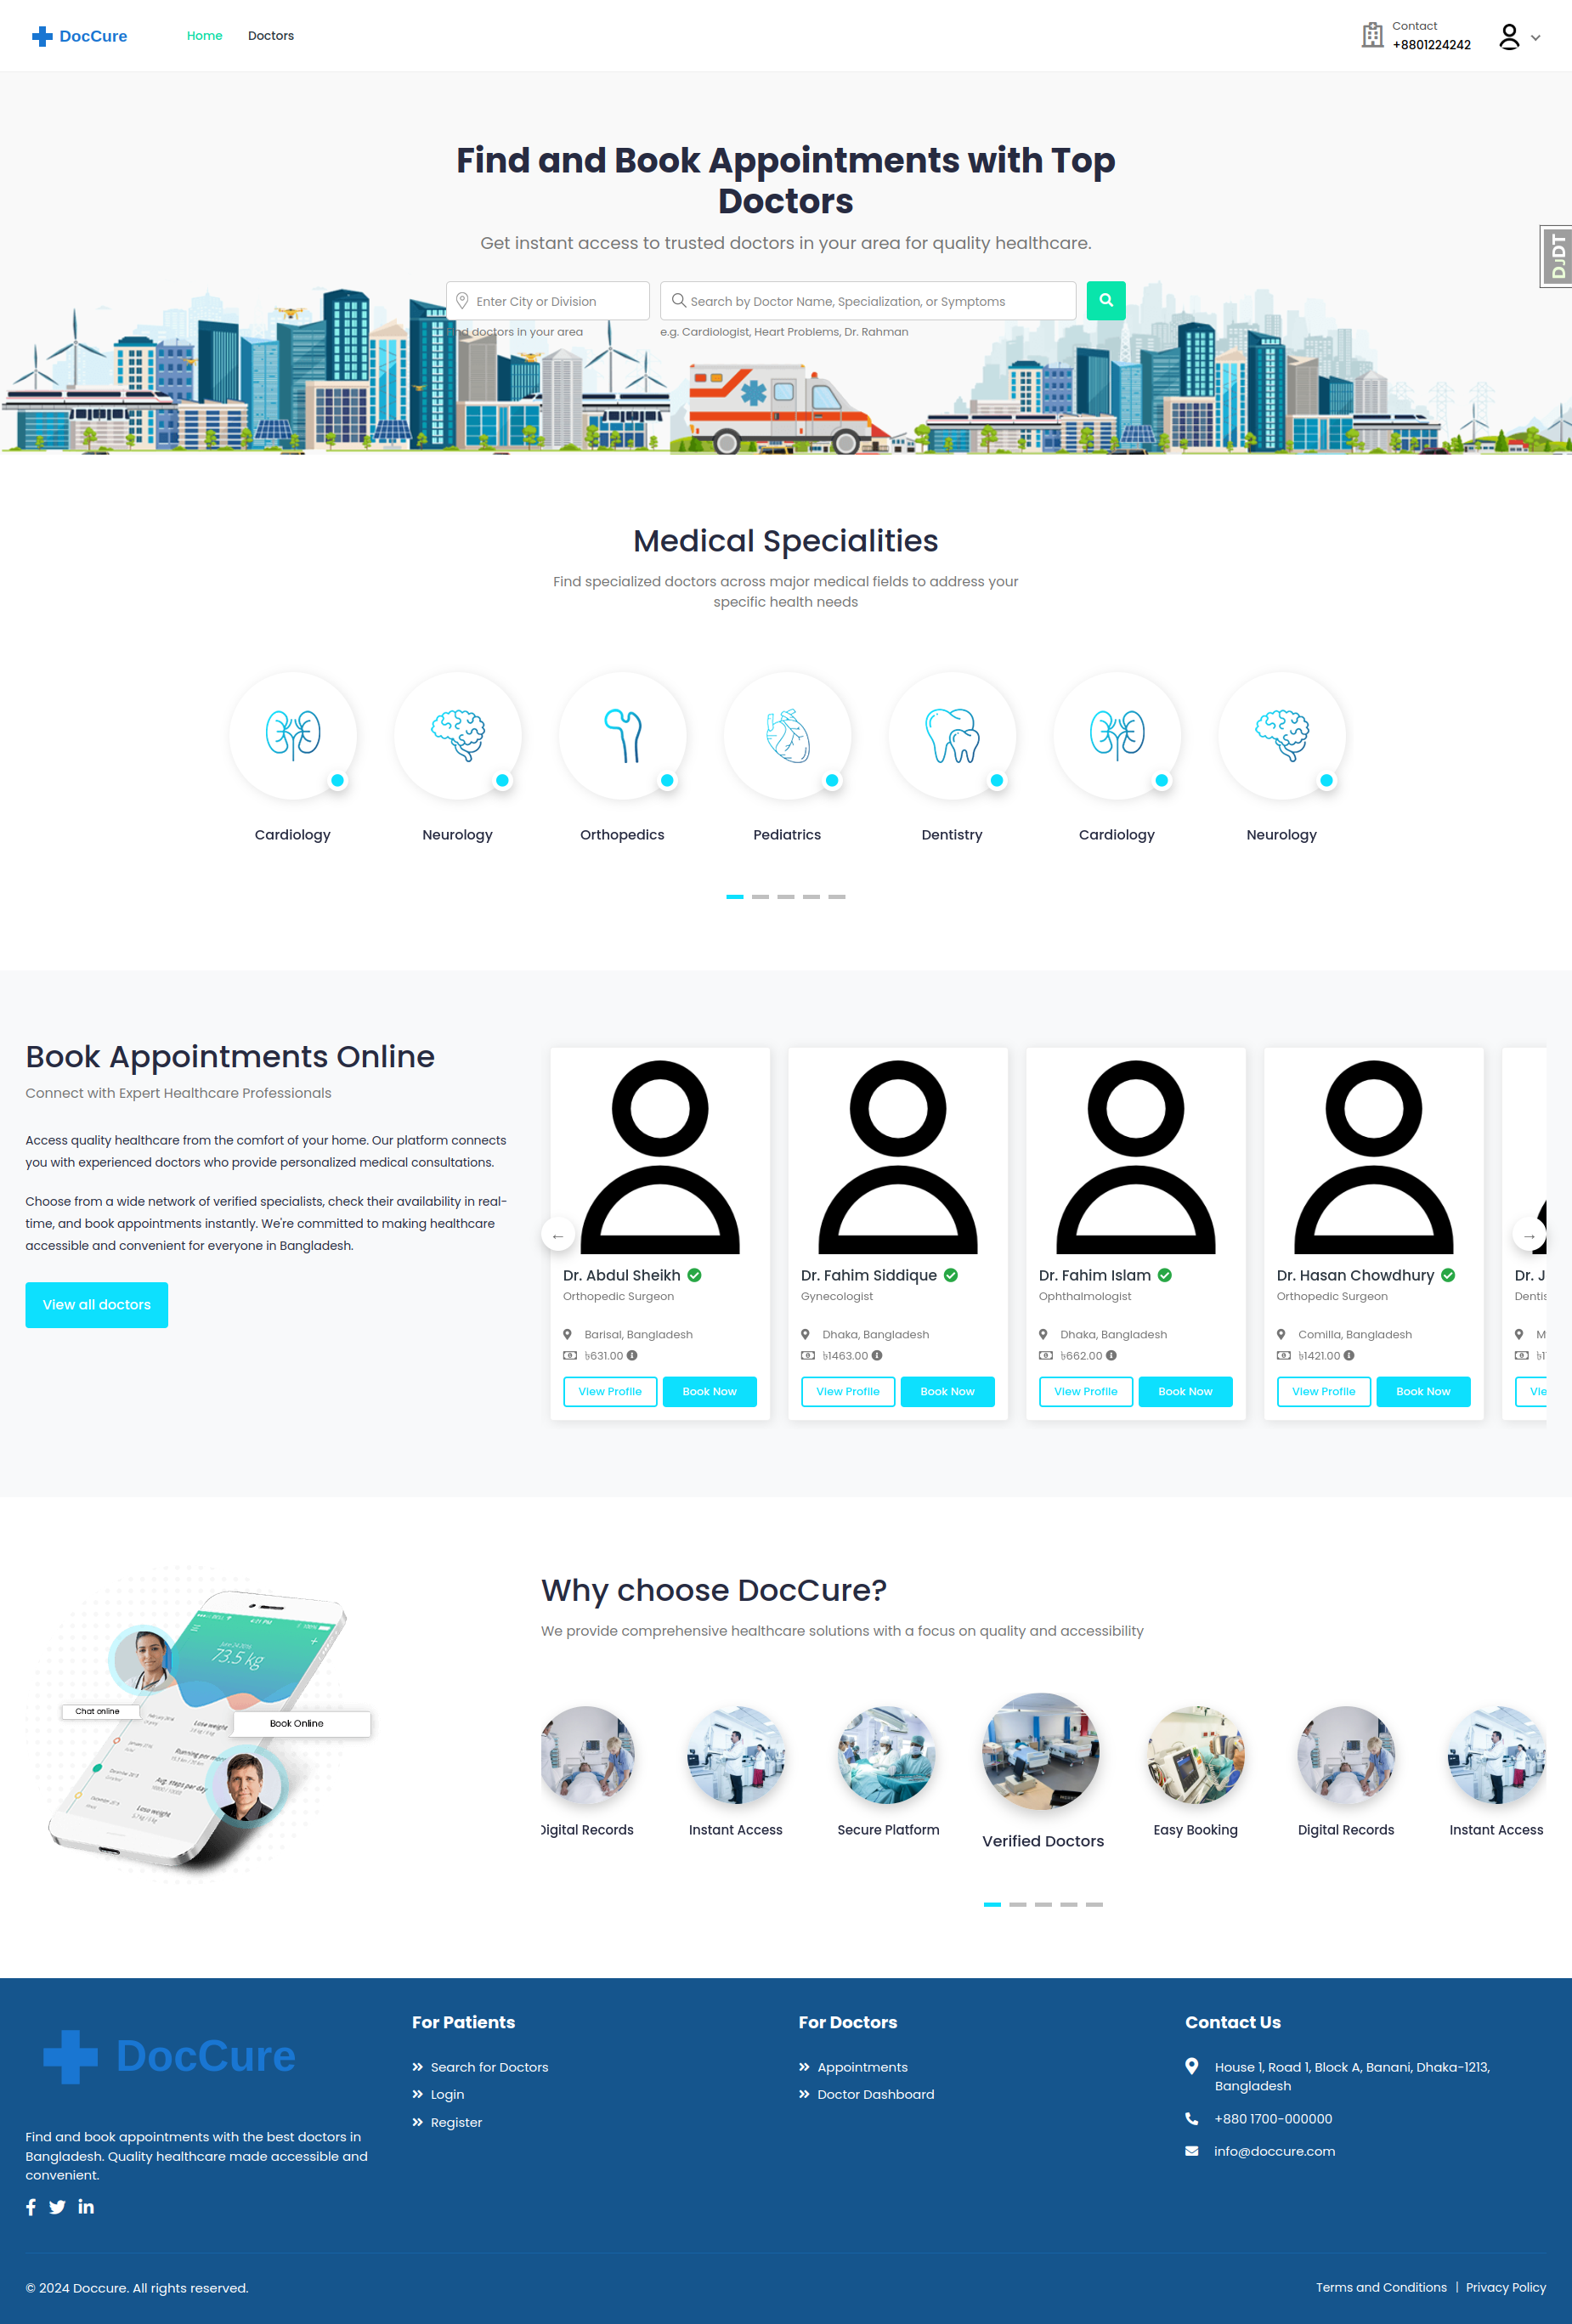 DocCure
Home
Doctors
Contact
+8801224242
Find and Book Appointments with Top
Doctors
Get instant access to trusted doctors in your area for quality healthcare.
DJDT
Enter City or Division
Search by Doctor Name, Specialization, or Symptoms
Find doctors in your area
e.g. Cardiologist, Heart Problems, Dr. Rahman
Medical Specialities
Find specialized doctors across major medical fields to address your
specific health needs
Cardiology
Neurology
Orthopedics
Pediatrics
Dentistry
Cardiology
Neurology
Book Appointments Online
Connect with Expert Healthcare Professionals
Access quality healthcare from the comfort of your home. Our platform connects
you with experienced doctors who provide personalized medical consultations.
Choose from a wide network of verified specialists, check their availability in real-
time, and book appointments instantly. We're committed to making healthcare
accessible and convenient for everyone in Bangladesh.
View all doctors
←
→
Dr. Abdul Sheikh
Orthopedic Surgeon
Barisal, Bangladesh
৳631.00
View Profile
Book Now
Dr. Fahim Siddique
Gynecologist
Dhaka, Bangladesh
৳1463.00
View Profile
Book Now
Dr. Fahim Islam
Ophthalmologist
Dhaka, Bangladesh
৳662.00
View Profile
Book Now
Dr. Hasan Chowdhury
Orthopedic Surgeon
Comilla, Bangladesh
৳1421.00
View Profile
Book Now
Dr. J
Dentis
M
Vie
73.5 kg
Chat online
Book Online
Lose weight
Running per month
Avg. steps per day
Lose weight
Why choose DocCure?
We provide comprehensive healthcare solutions with a focus on quality and accessibility
Digital Records
Instant Access
Secure Platform
Verified Doctors
Easy Booking
Digital Records
Instant Access
DocCure
Find and book appointments with the best doctors in
Bangladesh. Quality healthcare made accessible and
convenient.
For Patients
Search for Doctors
Login
Register
For Doctors
Appointments
Doctor Dashboard
Contact Us
House 1, Road 1, Block A, Banani, Dhaka-1213,
Bangladesh
+880 1700-000000
info@doccure.com
© 2024 Doccure. All rights reserved.
Terms and Conditions | Privacy Policy